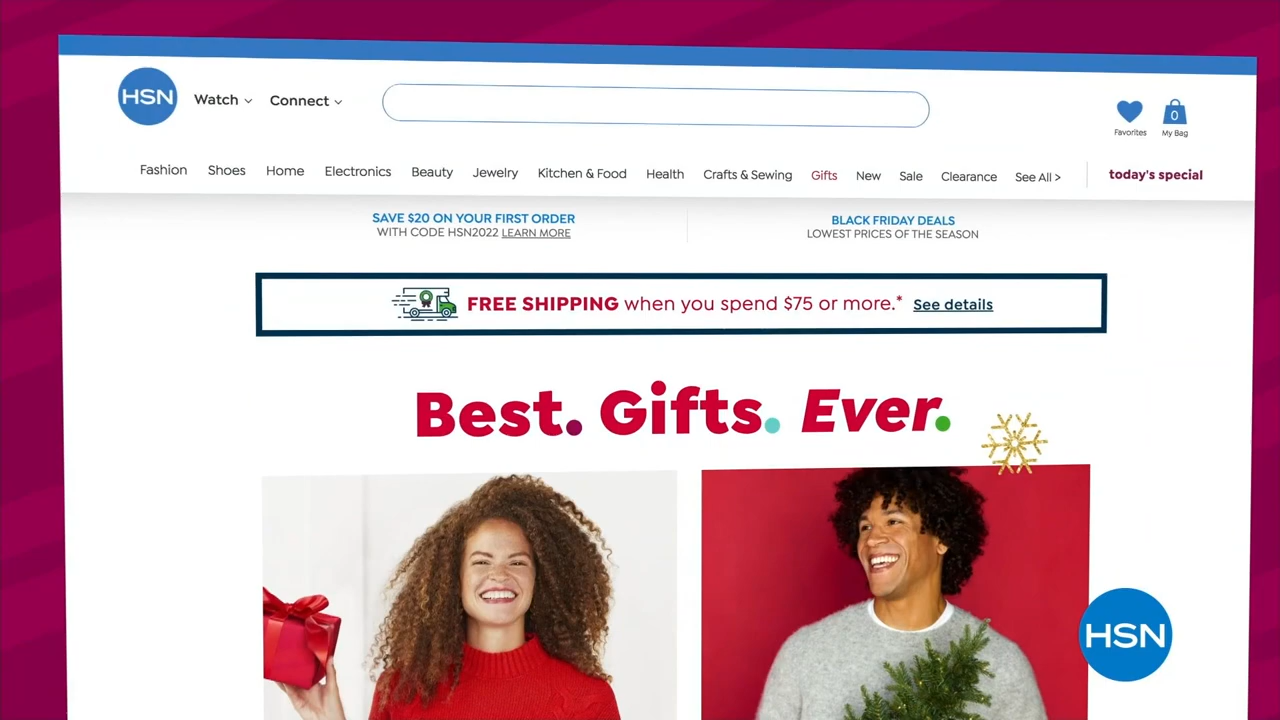 HSN
Watch
Connect
Favorites
0
My Bag
Fashion Shoes Home Electronics Beauty Jewelry Kitchen & Food Health Crafts & Sewing Gifts New Sale Clearance See All > today's special
SAVE $20 ON YOUR FIRST ORDER
WITH CODE HSN2022 LEARN MORE
BLACK FRIDAY DEALS
LOWEST PRICES OF THE SEASON
FREE SHIPPING when you spend $75 or more.* See details
Best. Gifts. Ever.
HSN